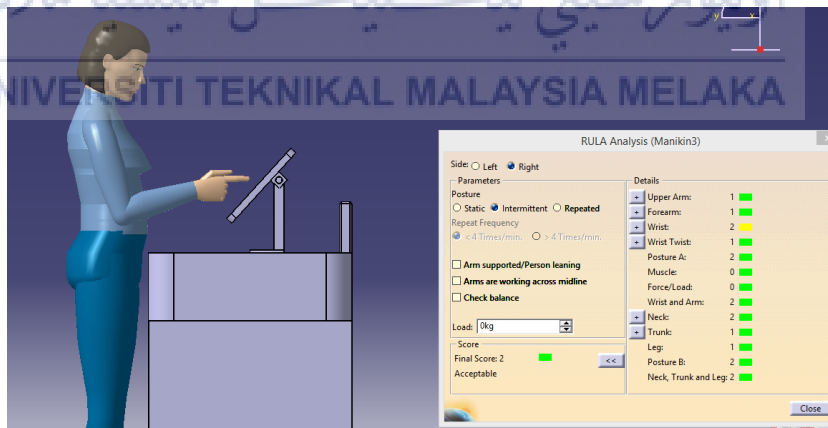 y x
NIVERSITI TEKNIKAL MALAYSIA MELAKA
RULA Analysis (Manikin3)
Side: Left Right
Parameters
Posture
Static Intermittent Repeated
Repeat Frequency
< 4 Times/min. > 4 Times/min.
Arm supported/Person leaning
Arms are working across midline
Check balance
Load: 0kg
Score
Final Score: 2
<<
Acceptable
Details
+ Upper Arm: 1
+ Forearm: 1
+ Wrist: 2
+ Wrist Twist: 1
Posture A: 2
Muscle: 0
Force/Load: 0
Wrist and Arm: 2
+ Neck: 2
+ Trunk: 1
Leg: 1
Posture B: 2
Neck, Trunk and Leg: 2
Close